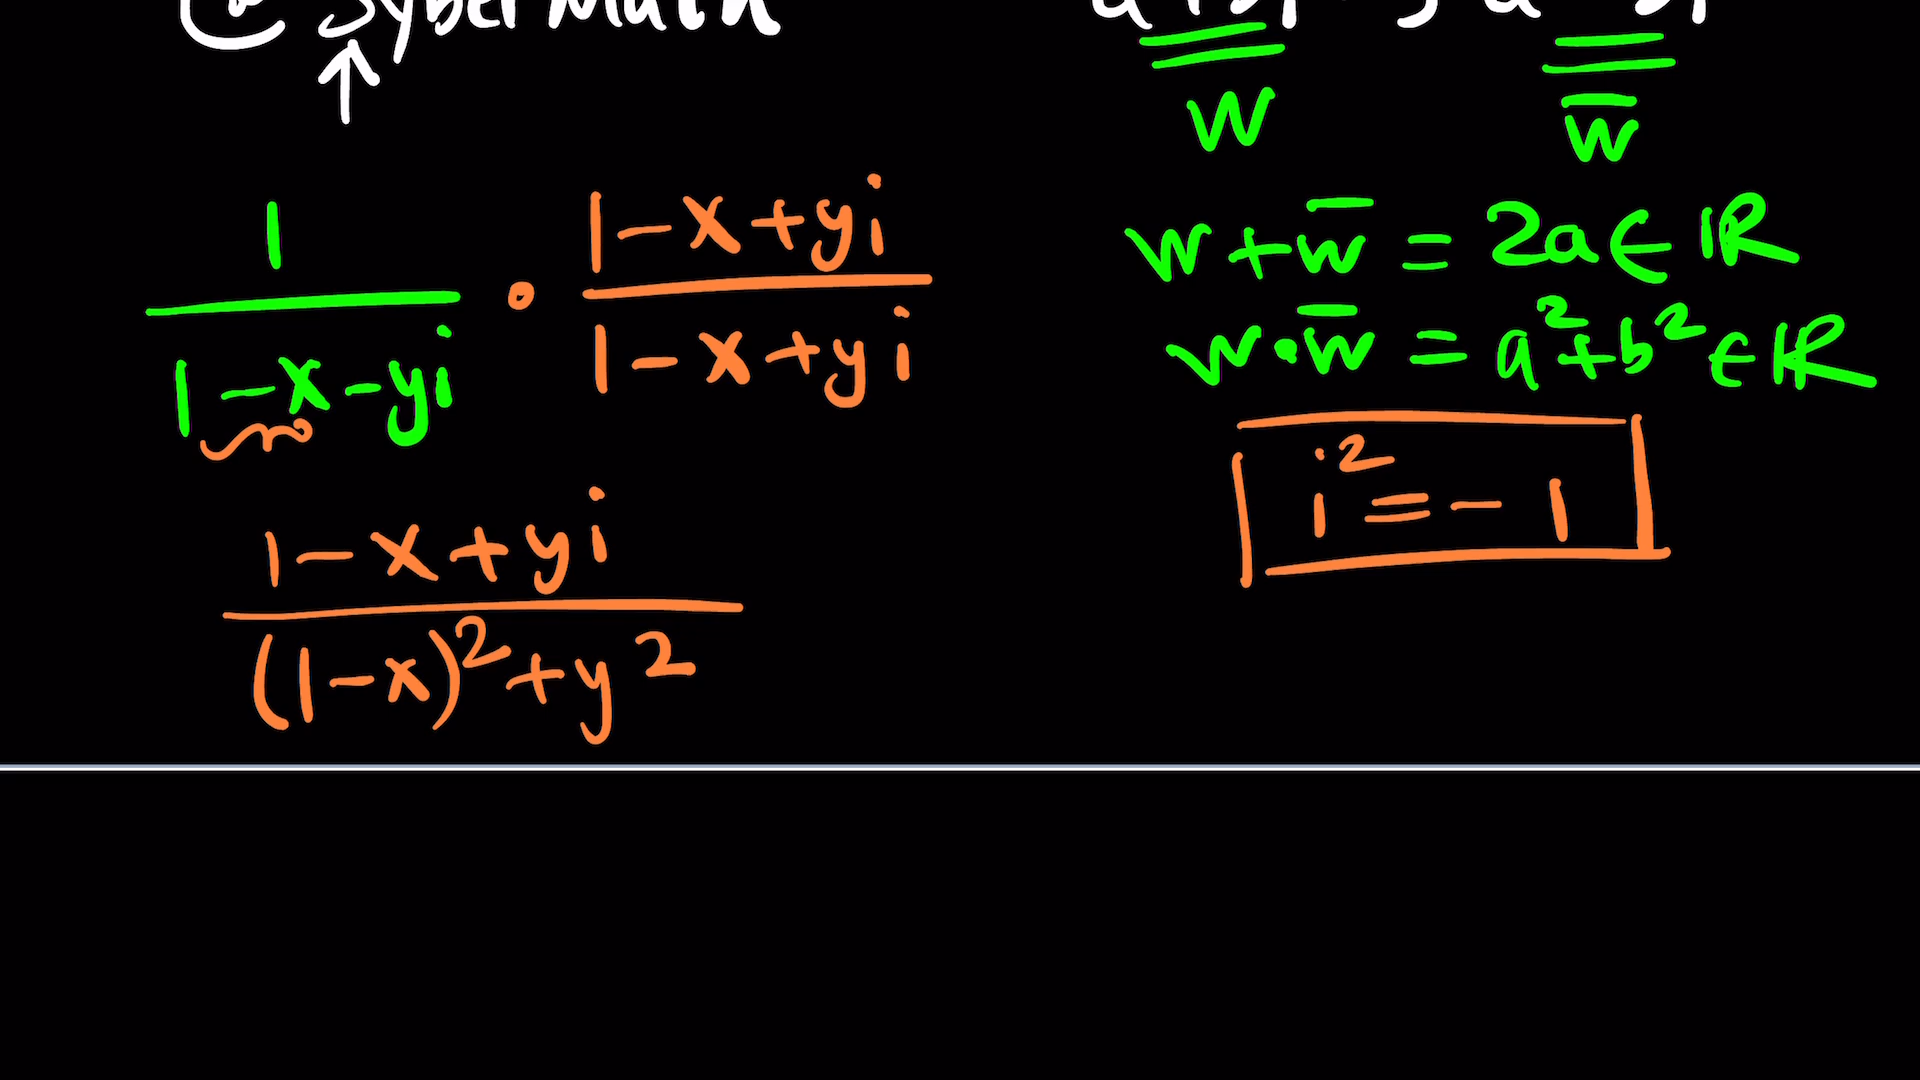 @ SyberMath
↑
1/(1-x-yi) · (1-x+yi)/(1-x+yi)
(1-x+yi)/((1-x)²+y²)
w w̅
w+w̅ = 2a ∈ ℝ
w·w̅ = a²+b² ∈ ℝ
i² = -1